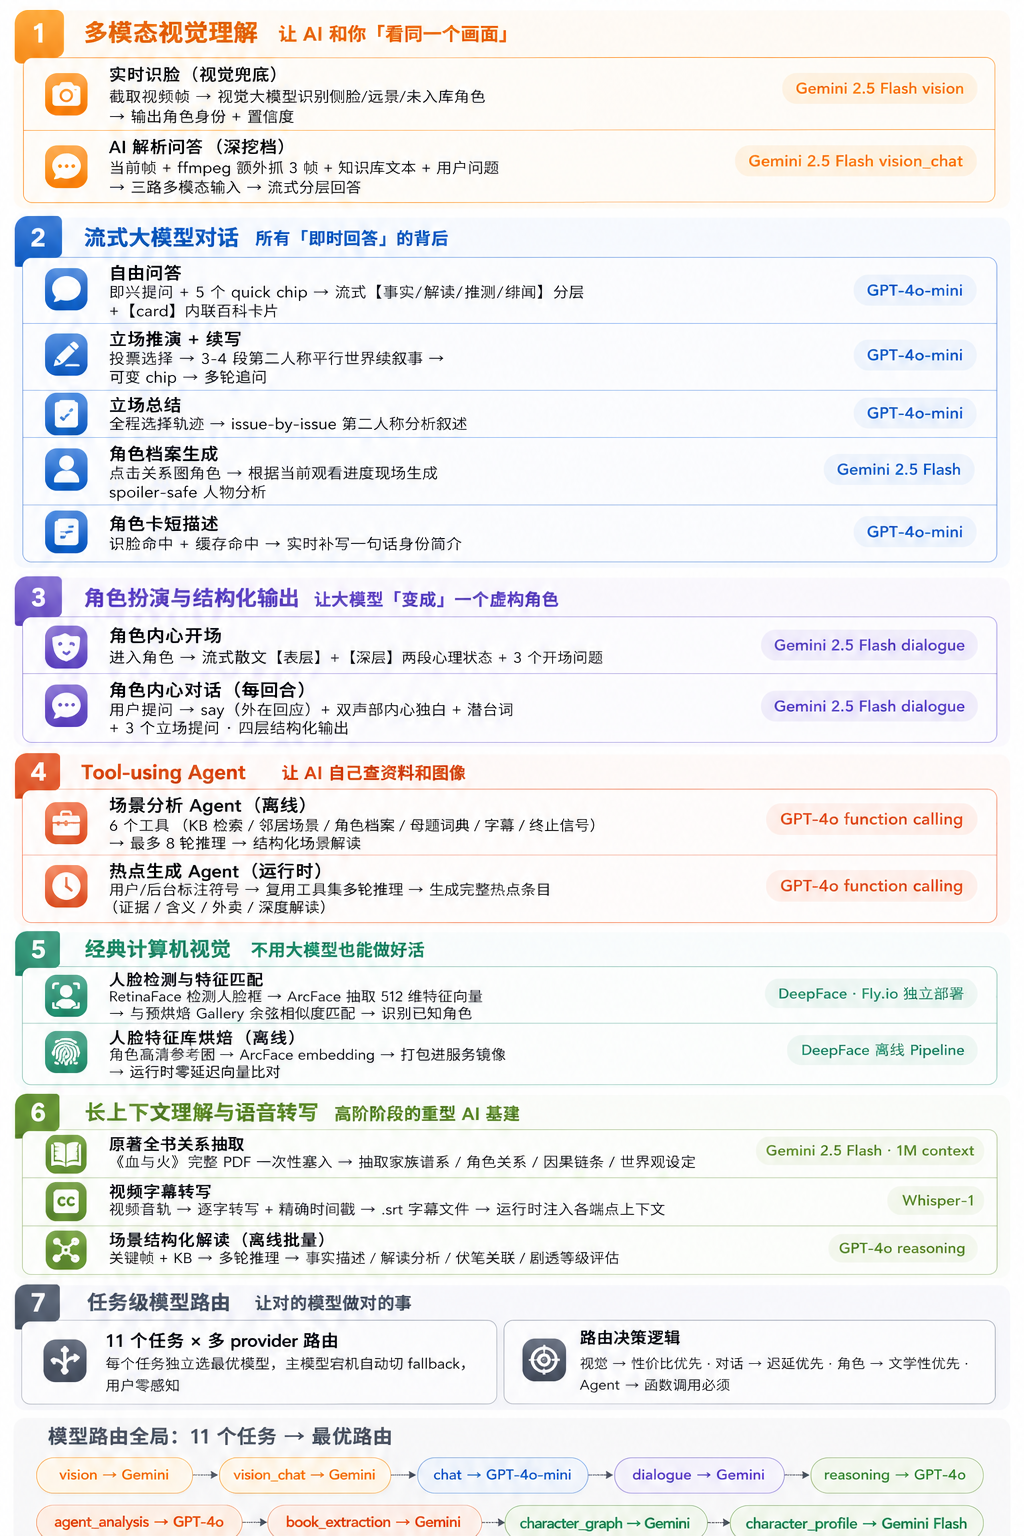 1 多模态视觉理解 让 AI 和你「看同一个画面」
实时识脸（视觉兜底）
截取视频帧 → 视觉大模型识别侧脸/远景/未入库角色
→ 输出角色身份 + 置信度
Gemini 2.5 Flash vision
AI 解析问答（深挖档）
当前帧 + ffmpeg 额外抓 3 帧 + 知识库文本 + 用户问题
→ 三路多模态输入 → 流式分层回答
Gemini 2.5 Flash vision_chat
2 流式大模型对话 所有「即时回答」的背后
自由问答
即兴提问 + 5 个 quick chip → 流式【事实/解读/推测/绯闻】分层
+【card】内联百科卡片
GPT-4o-mini
立场推演 + 续写
投票选择 → 3-4 段第二人称平行世界续叙事 →
可变 chip → 多轮追问
GPT-4o-mini
立场总结
全程选择轨迹 → issue-by-issue 第二人称分析叙述
GPT-4o-mini
角色档案生成
点击关系图角色 → 根据当前观看进度现场生成
spoiler-safe 人物分析
Gemini 2.5 Flash
角色卡短描述
识脸命中 + 缓存命中 → 实时补写一句话身份简介
GPT-4o-mini
3 角色扮演与结构化输出 让大模型「变成」一个虚构角色
角色内心开场
进入角色 → 流式散文【表层】+【深层】两段心理状态 + 3 个开场问题
Gemini 2.5 Flash dialogue
角色内心对话（每回合）
用户提问 → say（外在回应）+ 双声部内心独白 + 潜台词
+ 3 个立场提问 · 四层结构化输出
Gemini 2.5 Flash dialogue
4 Tool-using Agent 让 AI 自己查资料和图像
场景分析 Agent（离线）
6 个工具 （KB 检索 / 邻居场景 / 角色档案 / 母题词典 / 字幕 / 终止信号）
→ 最多 8 轮推理 → 结构化场景解读
GPT-4o function calling
热点生成 Agent（运行时）
用户/后台标注符号 → 复用工具集多轮推理 → 生成完整热点条目
（证据 / 含义 / 外卖 / 深度解读）
GPT-4o function calling
5 经典计算机视觉 不用大模型也能做好活
人脸检测与特征匹配
RetinaFace 检测人脸框 → ArcFace 抽取 512 维特征向量
→ 与预烘焙 Gallery 余弦相似度匹配 → 识别已知角色
DeepFace · Fly.io 独立部署
人脸特征库烘焙（离线）
角色高清参考图 → ArcFace embedding → 打包进服务镜像
→ 运行时零延迟向量比对
DeepFace 离线 Pipeline
6 长上下文理解与语音转写 高阶阶段的重型 AI 基建
原著全书关系抽取
《血与火》完整 PDF 一次性塞入 → 抽取家族谱系 / 角色关系 / 因果链条 / 世界观设定
Gemini 2.5 Flash · 1M context
视频字幕转写
视频音轨 → 逐字转写 + 精确时间戳 → .srt 字幕文件 → 运行时注入各端点上下文
Whisper-1
场景结构化解读（离线批量）
关键帧 + KB → 多轮推理 → 事实描述 / 解读分析 / 伏笔关联 / 剧透等级评估
GPT-4o reasoning
7 任务级模型路由 让对的模型做对的事
11 个任务 × 多 provider 路由
每个任务独立选最优模型，主模型宕机自动切 fallback，
用户零感知
路由决策逻辑
视觉 → 性价比优先 · 对话 → 迟延优先 · 角色 → 文学性优先 ·
Agent → 函数调用必须
模型路由全局：11 个任务 → 最优路由
vision → Gemini
vision_chat → Gemini
chat → GPT-4o-mini
dialogue → Gemini
reasoning → GPT-4o
agent_analysis → GPT-4o
book_extraction → Gemini
character_graph → Gemini
character_profile → Gemini Flash